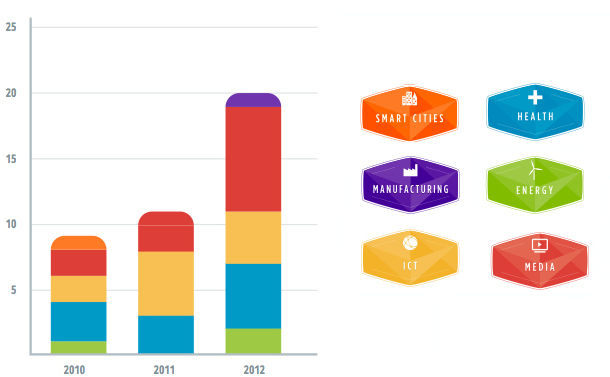 25
20
15
10
5
2010
2011
2012
SMART CITIES
HEALTH
MANUFACTURING
ENERGY
ICT
MEDIA